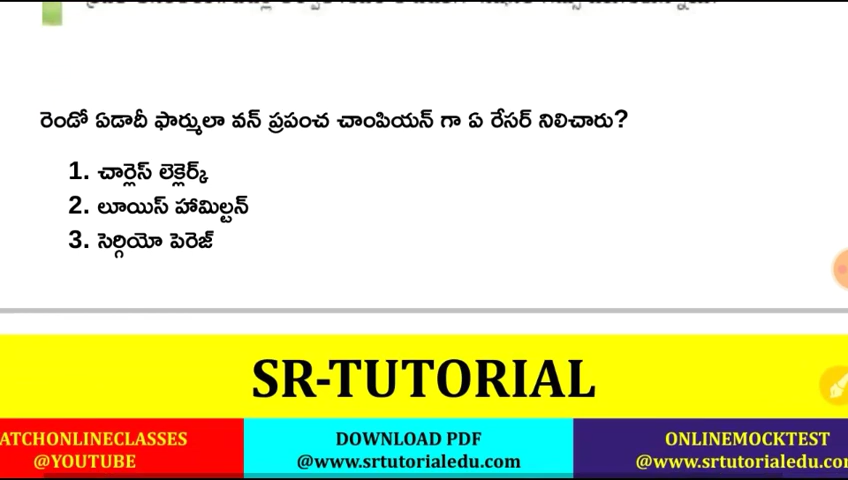 రెండో ఏడాదీ ఫార్ములా వన్ ప్రపంచ చాంపియన్ గా ఏ రేసర్ నిలిచారు?
1. చార్లెస్ లెక్లెర్క్
2. లూయిస్ హామిల్టన్
3. సెర్గియో పెరెజ్
SR-TUTORIAL
ATCHONLINECLASSES
@YOUTUBE
DOWNLOAD PDF
@www.srtutorialedu.com
ONLINEMOCKTEST
@www.srtutorialedu.com